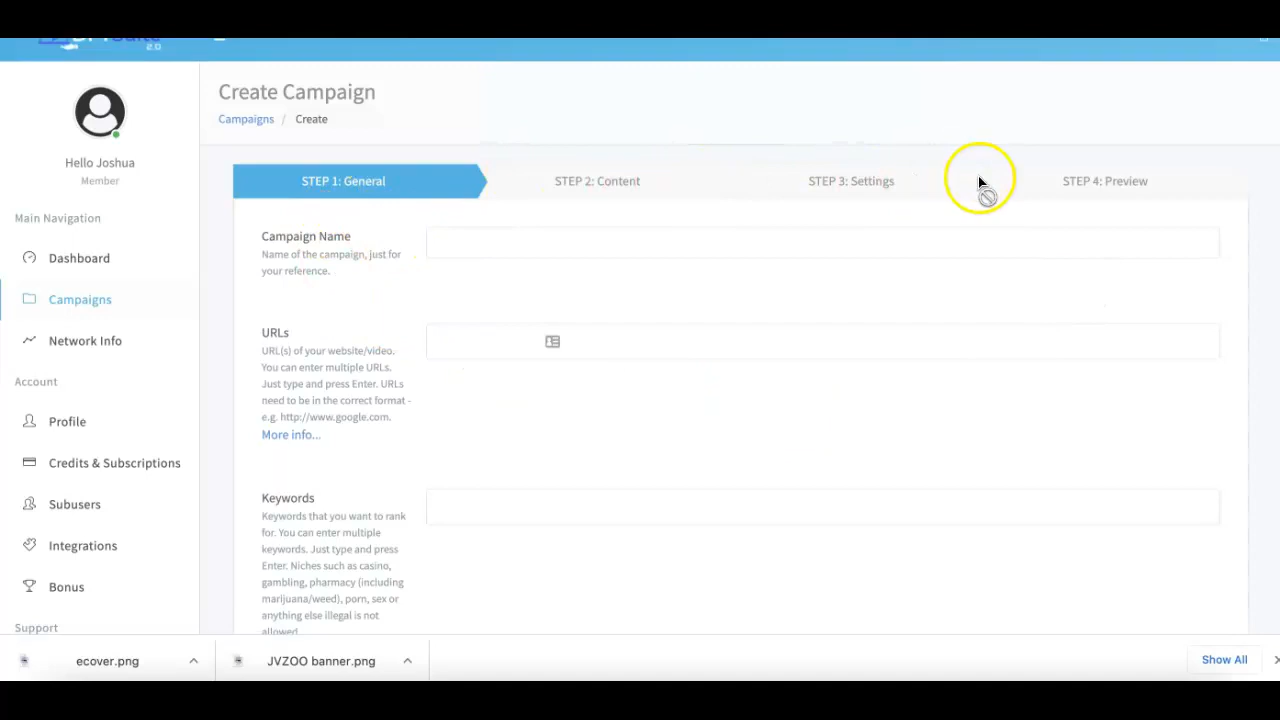 2.0
Create Campaign
Campaigns / Create
Hello Joshua
Member
Main Navigation
Dashboard
Campaigns
Network Info
Account
Profile
Credits & Subscriptions
Subusers
Integrations
Bonus
Support
STEP 1: General
STEP 2: Content
STEP 3: Settings
STEP 4: Preview
Campaign Name
Name of the campaign, just for
your reference.
URLs
URL(s) of your website/video.
You can enter multiple URLs.
Just type and press Enter. URLs
need to be in the correct format -
e.g. http://www.google.com.
More info...
Keywords
Keywords that you want to rank
for. You can enter multiple
keywords. Just type and press
Enter. Niches such as casino,
gambling, pharmacy (including
marijuana/weed), porn, sex or
anything else illegal is not
allowed
ecover.png
JVZOO banner.png
Show All